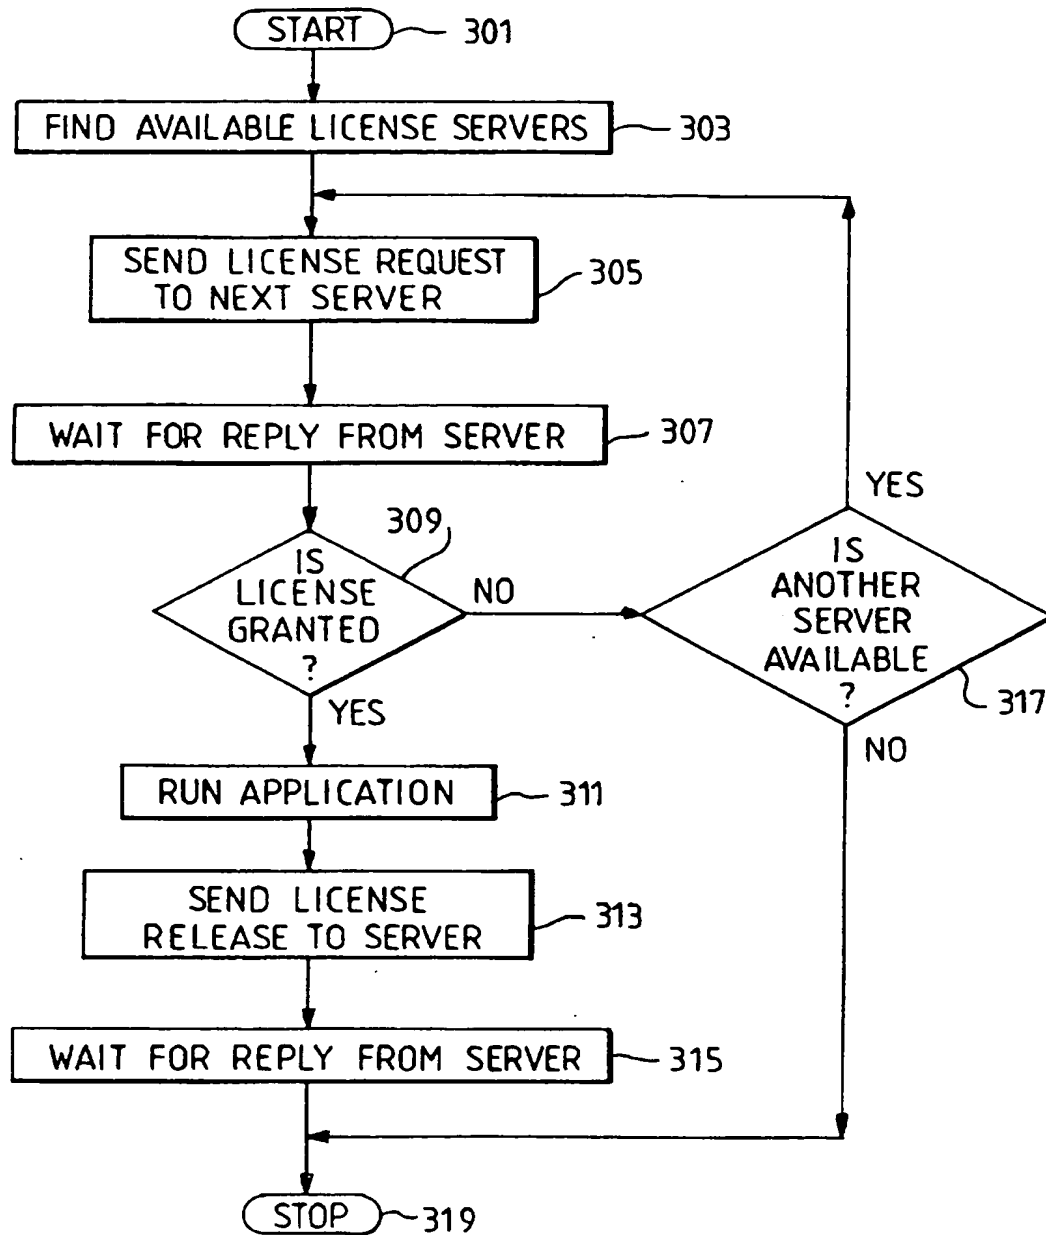 START
301
FIND AVAILABLE LICENSE SERVERS
303
SEND LICENSE REQUEST
TO NEXT SERVER
305
WAIT FOR REPLY FROM SERVER
307
309
IS
LICENSE
GRANTED
?
NO
YES
IS
ANOTHER
SERVER
AVAILABLE
?
317
YES
NO
RUN APPLICATION
311
SEND LICENSE
RELEASE TO SERVER
313
WAIT FOR REPLY FROM SERVER
315
STOP
319